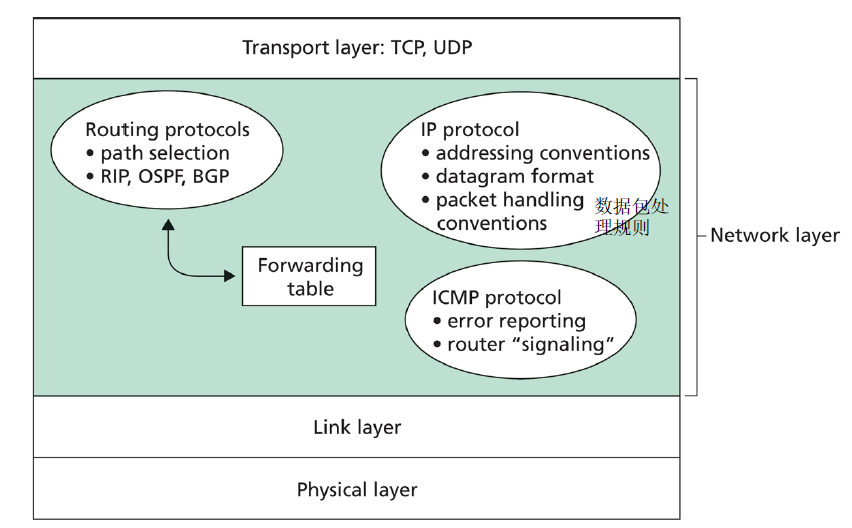 Transport layer: TCP, UDP
Routing protocols
• path selection
• RIP, OSPF, BGP
Forwarding
table
IP protocol
• addressing conventions
• datagram format
• packet handling
conventions
数据包处
理规则
ICMP protocol
• error reporting
• router “signaling“
Network layer
Link layer
Physical layer